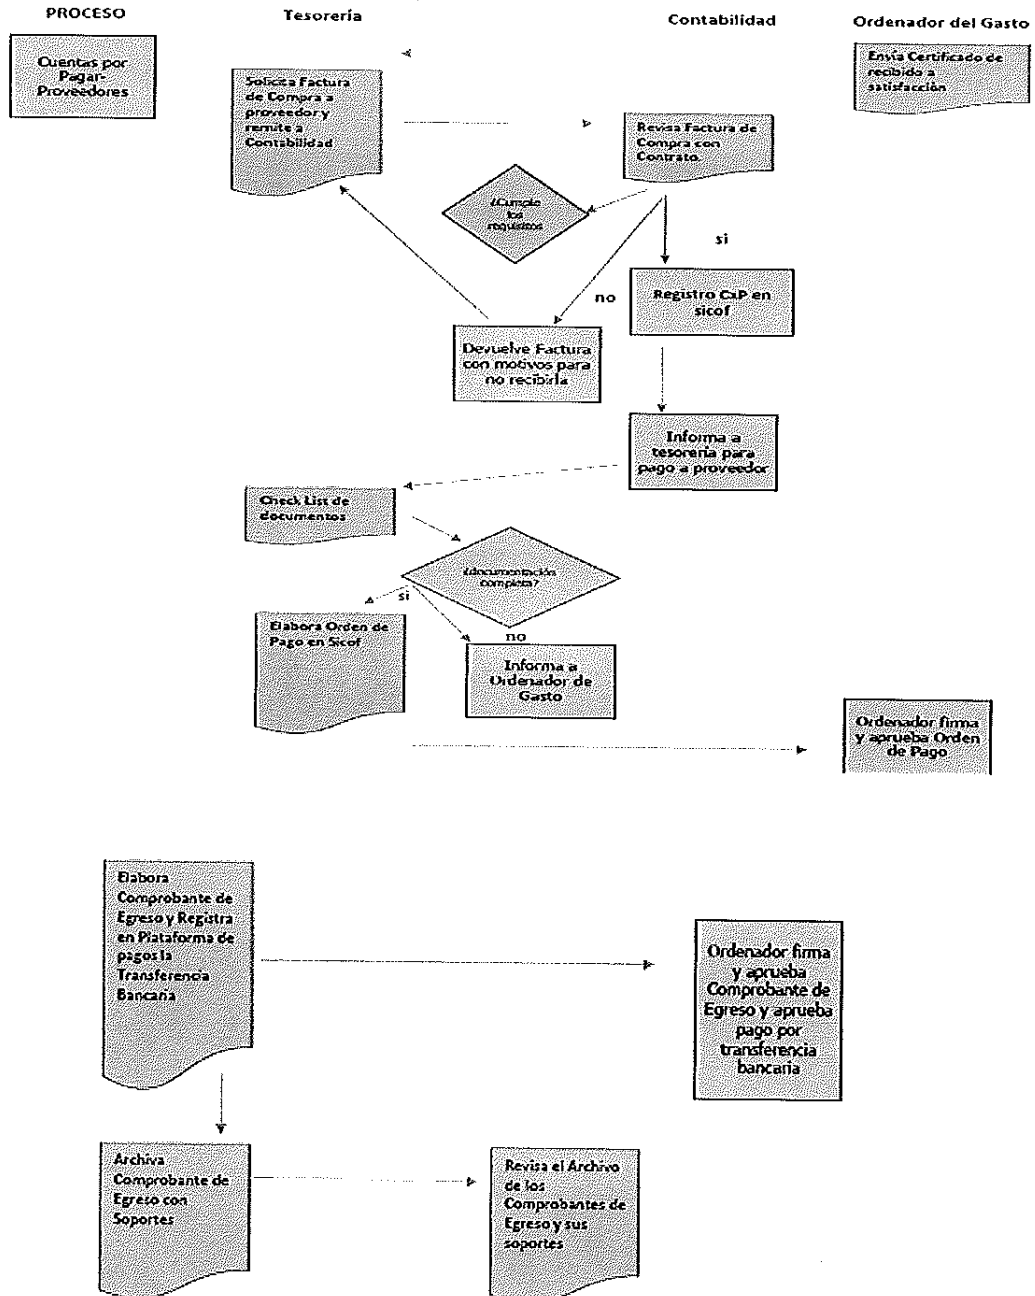 PROCESO
Tesorería
Contabilidad
Ordenador del Gasto
Cuentas por
Pagar-
Proveedores
Solicita Factura
de Compra a
proveedor y
remite a
Contabilidad
Envía Certificado de
recibido a
satisfacción
Revisa Factura de
Compra con
Contrato.
¿Cumple
los
requisitos
si
no
Registro CxP en
sicof
Devuelve Factura
con motivos para
no recibirla
Informa a
tesoreria para
pago a proveedor
Check List de
documentos
¿documentación
completa?
si
no
Elabora Orden de
Pago en Sicof
Informa a
Ordenador de
Gasto
Ordenador firma
y aprueba Orden
de Pago
Elabora
Comprobante de
Egreso y Registra
en Plataforma de
pagos la
Transferencia
Bancaria
Ordenador firma
y aprueba
Comprobante de
Egreso y aprueba
pago por
transferencia
bancaria
Archiva
Comprobante de
Egreso con
Soportes
Revisa el Archivo
de los
Comprobantes de
Egreso y sus
soportes